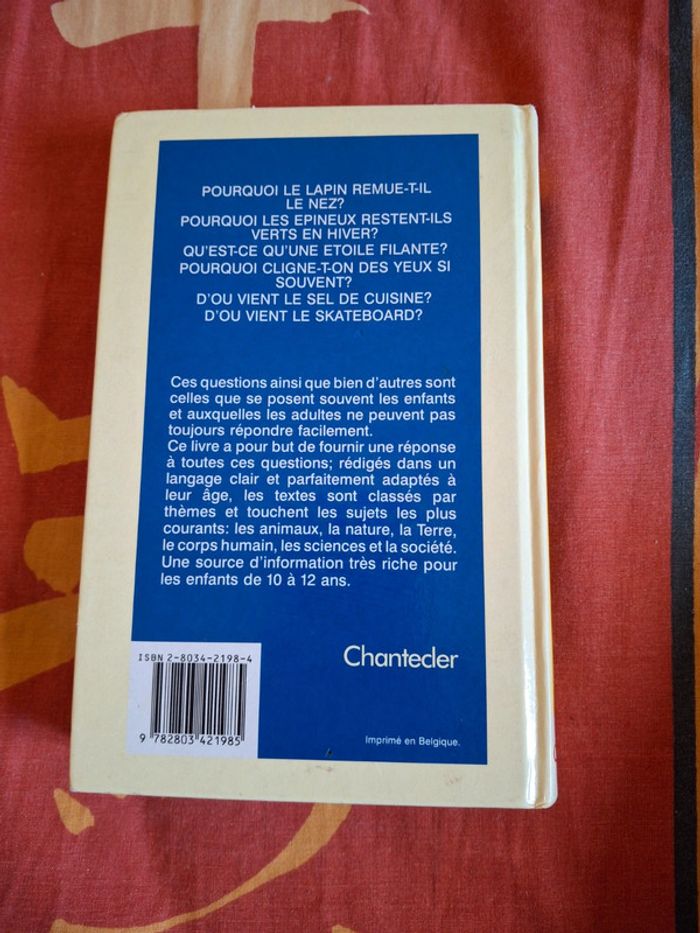 POURQUOI LE LAPIN REMUE-T-IL
LE NEZ?
POURQUOI LES EPINEUX RESTENT-ILS
VERTS EN HIVER?
QU'EST-CE QU'UNE ETOILE FILANTE?
POURQUOI CLIGNE-T-ON DES YEUX SI
SOUVENT?
D'OU VIENT LE SEL DE CUISINE?
D'OU VIENT LE SKATEBOARD?
Ces questions ainsi que bien d'autres sont
celles que se posent souvent les enfants
et auxquelles les adultes ne peuvent pas
toujours répondre facilement.
Ce livre a pour but de fournir une réponse
à toutes ces questions; rédigés dans un
langage clair et parfaitement adaptés à
leur âge, les textes sont classés par
thèmes et touchent les sujets les plus
courants: les animaux, la nature, la Terre,
le corps humain, les sciences et la société.
Une source d'information très riche pour
les enfants de 10 à 12 ans.
ISBN 2-8034-2198-4
9 782803 421985
Chantecler
Imprimé en Belgique.